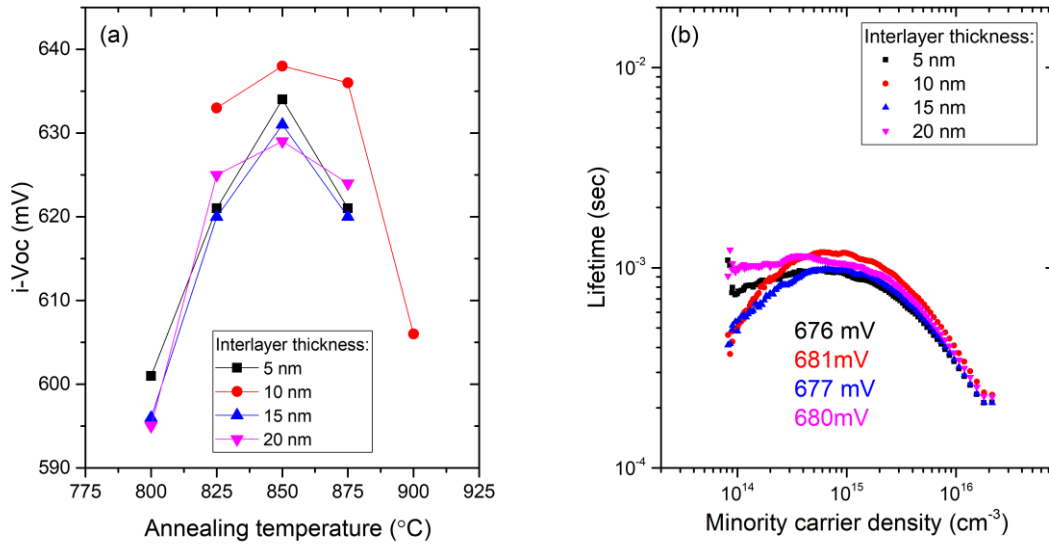 (a)
640
630
620
610
600
590
i-Voc (mV)
775 800 825 850 875 900 925
Annealing temperature (°C)
Interlayer thickness:
5 nm
10 nm
15 nm
20 nm
(b)
10⁻²
10⁻³
10⁻⁴
Lifetime (sec)
10¹⁴ 10¹⁵ 10¹⁶
Minority carrier density (cm⁻³)
Interlayer thickness:
5 nm
10 nm
15 nm
20 nm
676 mV
681mV
677 mV
680mV